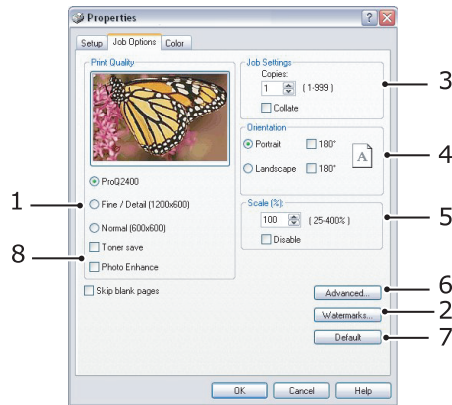 Properties
Setup Job Options Color
Print Quality
ProQ2400
Fine / Detail (1200x600)
Normal (600x600)
Toner save
Photo Enhance
Skip blank pages
Job Settings
Copies:
1 ( 1-999 )
Collate
Orientation
Portrait 180°
Landscape 180°
A
Scale (%):
100 ( 25-400% )
Disable
Advanced...
Watermarks...
Default
OK Cancel Help
1
8
3
4
5
6
2
7